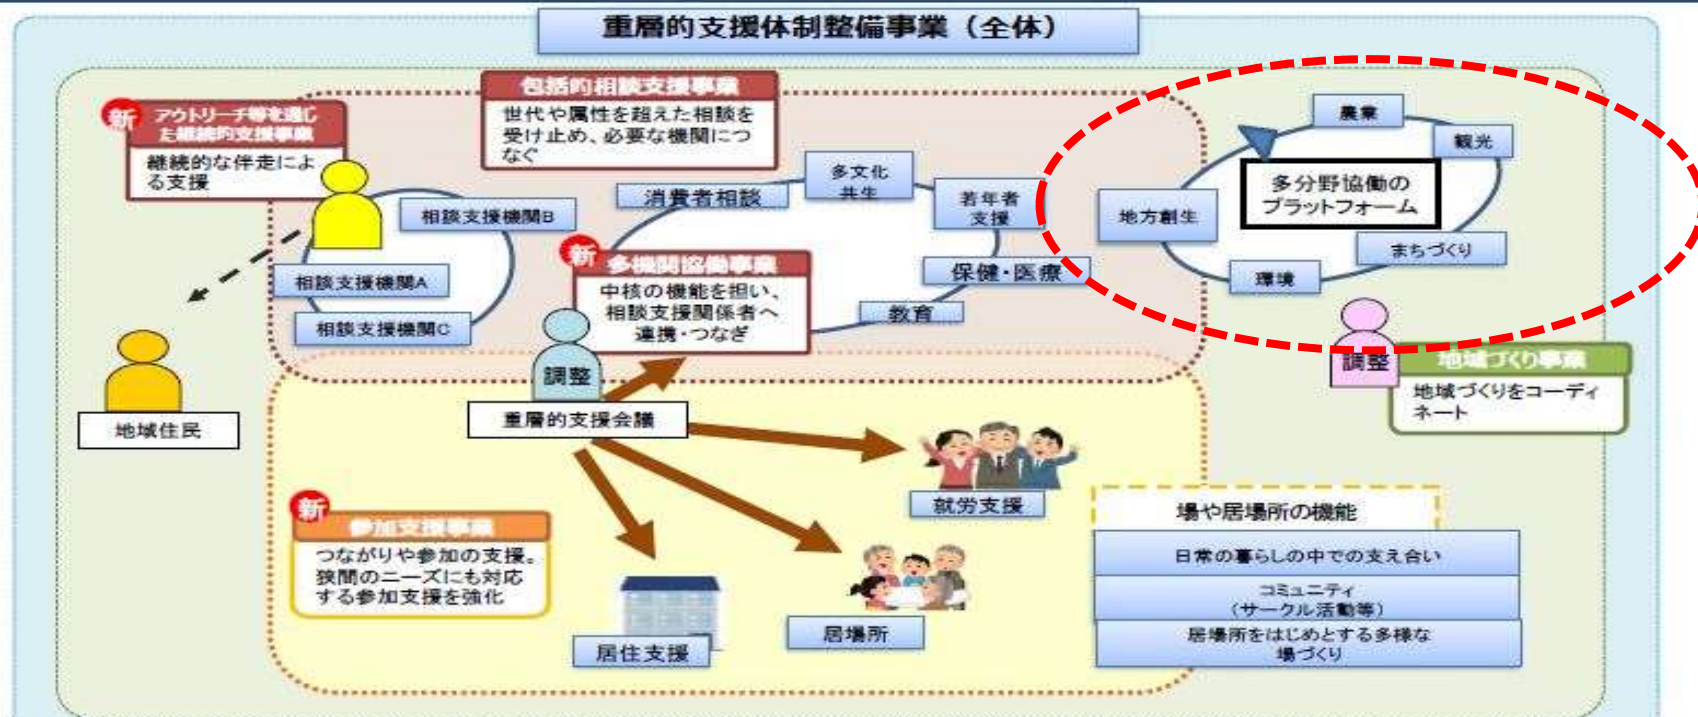 重層的支援体制整備事業（全体）
新
アウトリーチ等を通じ
た継続的支援事業
継続的な伴走によ
る支援
包括的相談支援事業
世代や属性を超えた相談を
受け止め、必要な機関につ
なぐ
相談支援機関B
相談支援機関A
相談支援機関C
消費者相談
多文化
共生
若年者
支援
保健・医療
教育
新
多機関協働事業
中核の機能を担い、
相談支援関係者へ
連携・つなぎ
調整
重層的支援会議
地域住民
農業
観光
多分野協働の
プラットフォーム
地方創生
まちづくり
環境
調整
地域づくり事業
地域づくりをコーディ
ネート
新
参加支援事業
つながりや参加の支援。
狭間のニーズにも対応
する参加支援を強化
就労支援
居場所
居住支援
場や居場所の機能
日常の暮らしの中での支え合い
コミュニティ
（サークル活動等）
居場所をはじめとする多様な
場づくり